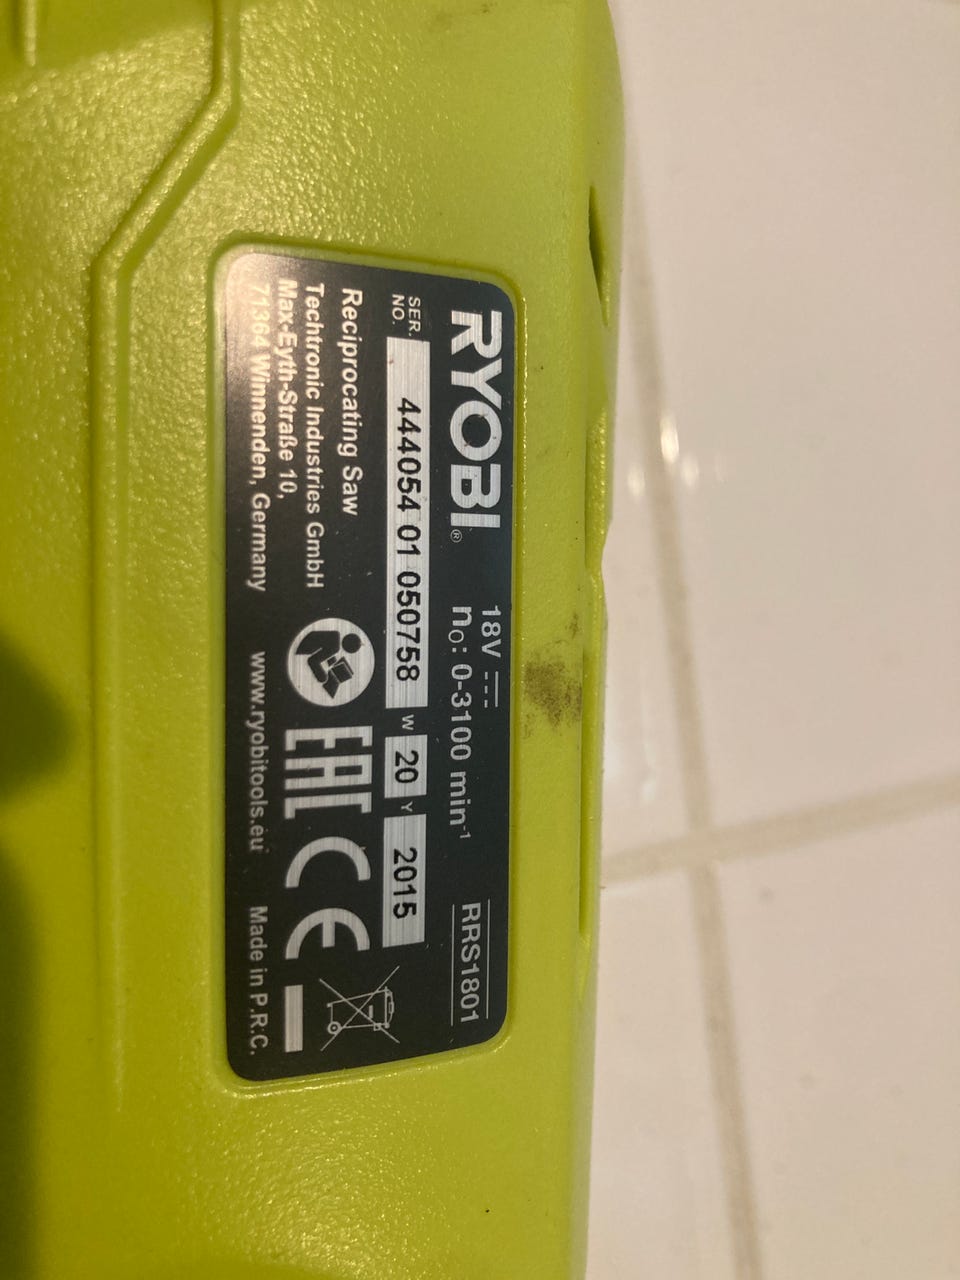 RYOBI®
18V
n₀: 0-3100 min⁻¹
RRS1801
SER. NO. 444054 01 050758 W 20 Y 2015
Reciprocating Saw
Techtronic Industries GmbH
Max-Eyth-Straße 10,
71364 Winnenden, Germany
EAC CE
www.ryobitools.eu
Made in P.R.C.